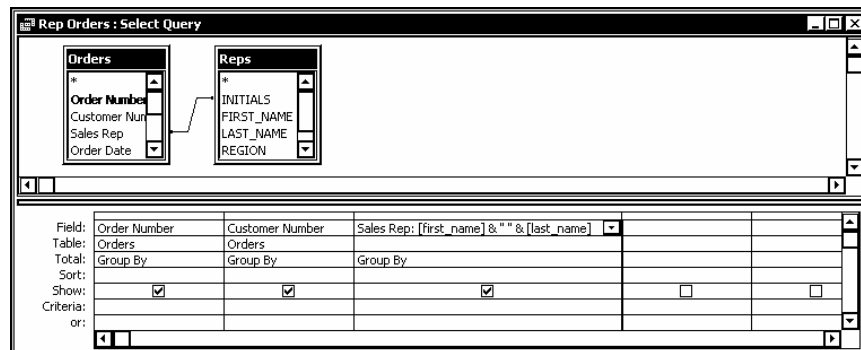 Rep Orders : Select Query
Orders
*
Order Number
Customer Num
Sales Rep
Order Date
Reps
*
INITIALS
FIRST_NAME
LAST_NAME
REGION
Field: Order Number Customer Number Sales Rep: [first_name] & " " & [last_name]
Table: Orders Orders
Total: Group By Group By Group By
Sort:
Show:
Criteria:
or: